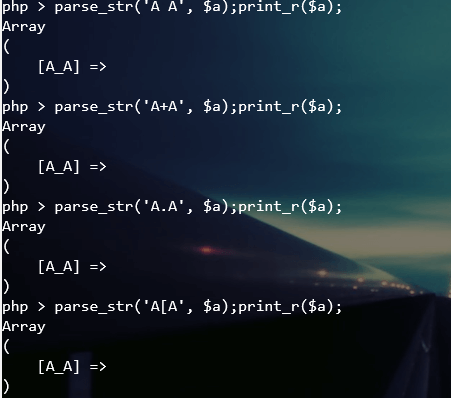 php > parse_str('A A', $a);print_r($a);
Array
(
    [A_A] =>
)
php > parse_str('A+A', $a);print_r($a);
Array
(
    [A_A] =>
)
php > parse_str('A.A', $a);print_r($a);
Array
(
    [A_A] =>
)
php > parse_str('A[A', $a);print_r($a);
Array
(
    [A_A] =>
)